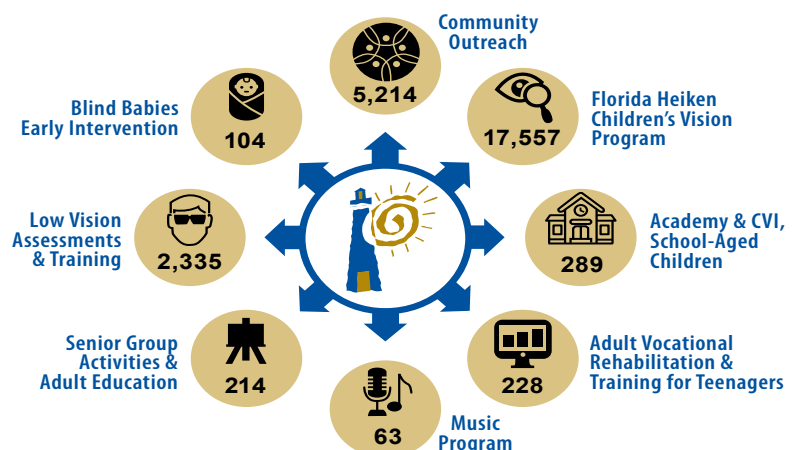 Community
Outreach
5,214
Florida Heiken
Children's Vision
Program
17,557
Academy & CVI,
School-Aged
Children
289
Adult Vocational
Rehabilitation &
Training for Teenagers
228
Music
Program
63
Senior Group
Activities &
Adult Education
214
Low Vision
Assessments
& Training
2,335
Blind Babies
Early Intervention
104